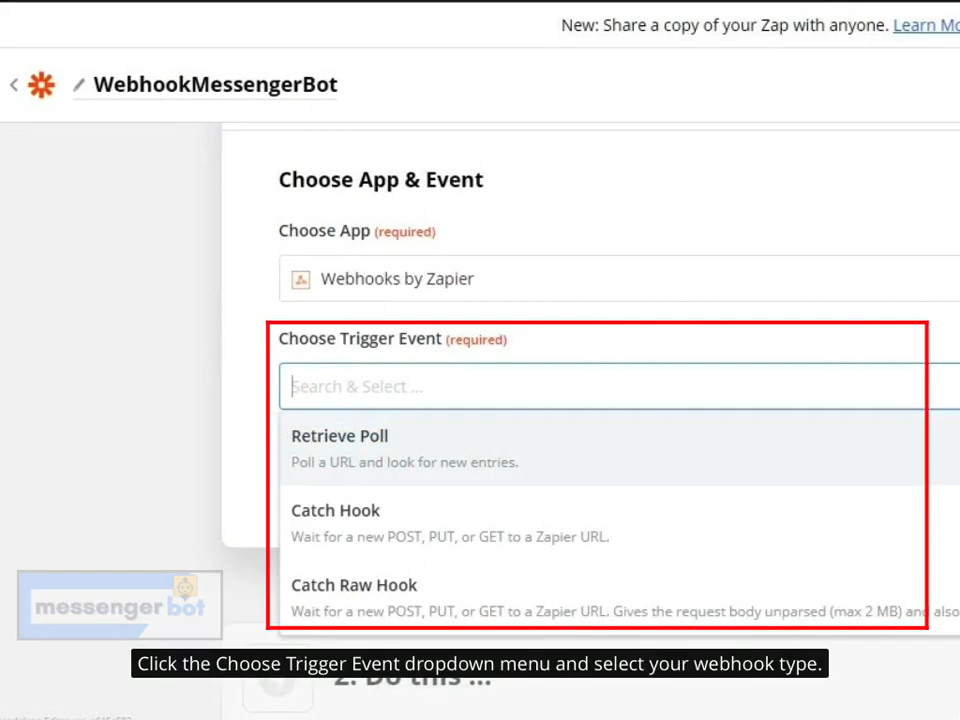 New: Share a copy of your Zap with anyone. Learn Mo
WebhookMessengerBot
Choose App & Event
Choose App (required)
Webhooks by Zapier
Choose Trigger Event (required)
Search & Select ...
Retrieve Poll
Poll a URL and look for new entries.
Catch Hook
Wait for a new POST, PUT, or GET to a Zapier URL.
Catch Raw Hook
Wait for a new POST, PUT, or GET to a Zapier URL. Gives the request body unparsed (max 2 MB) and also
messenger bot
Click the Choose Trigger Event dropdown menu and select your webhook type.
2. Do this ...